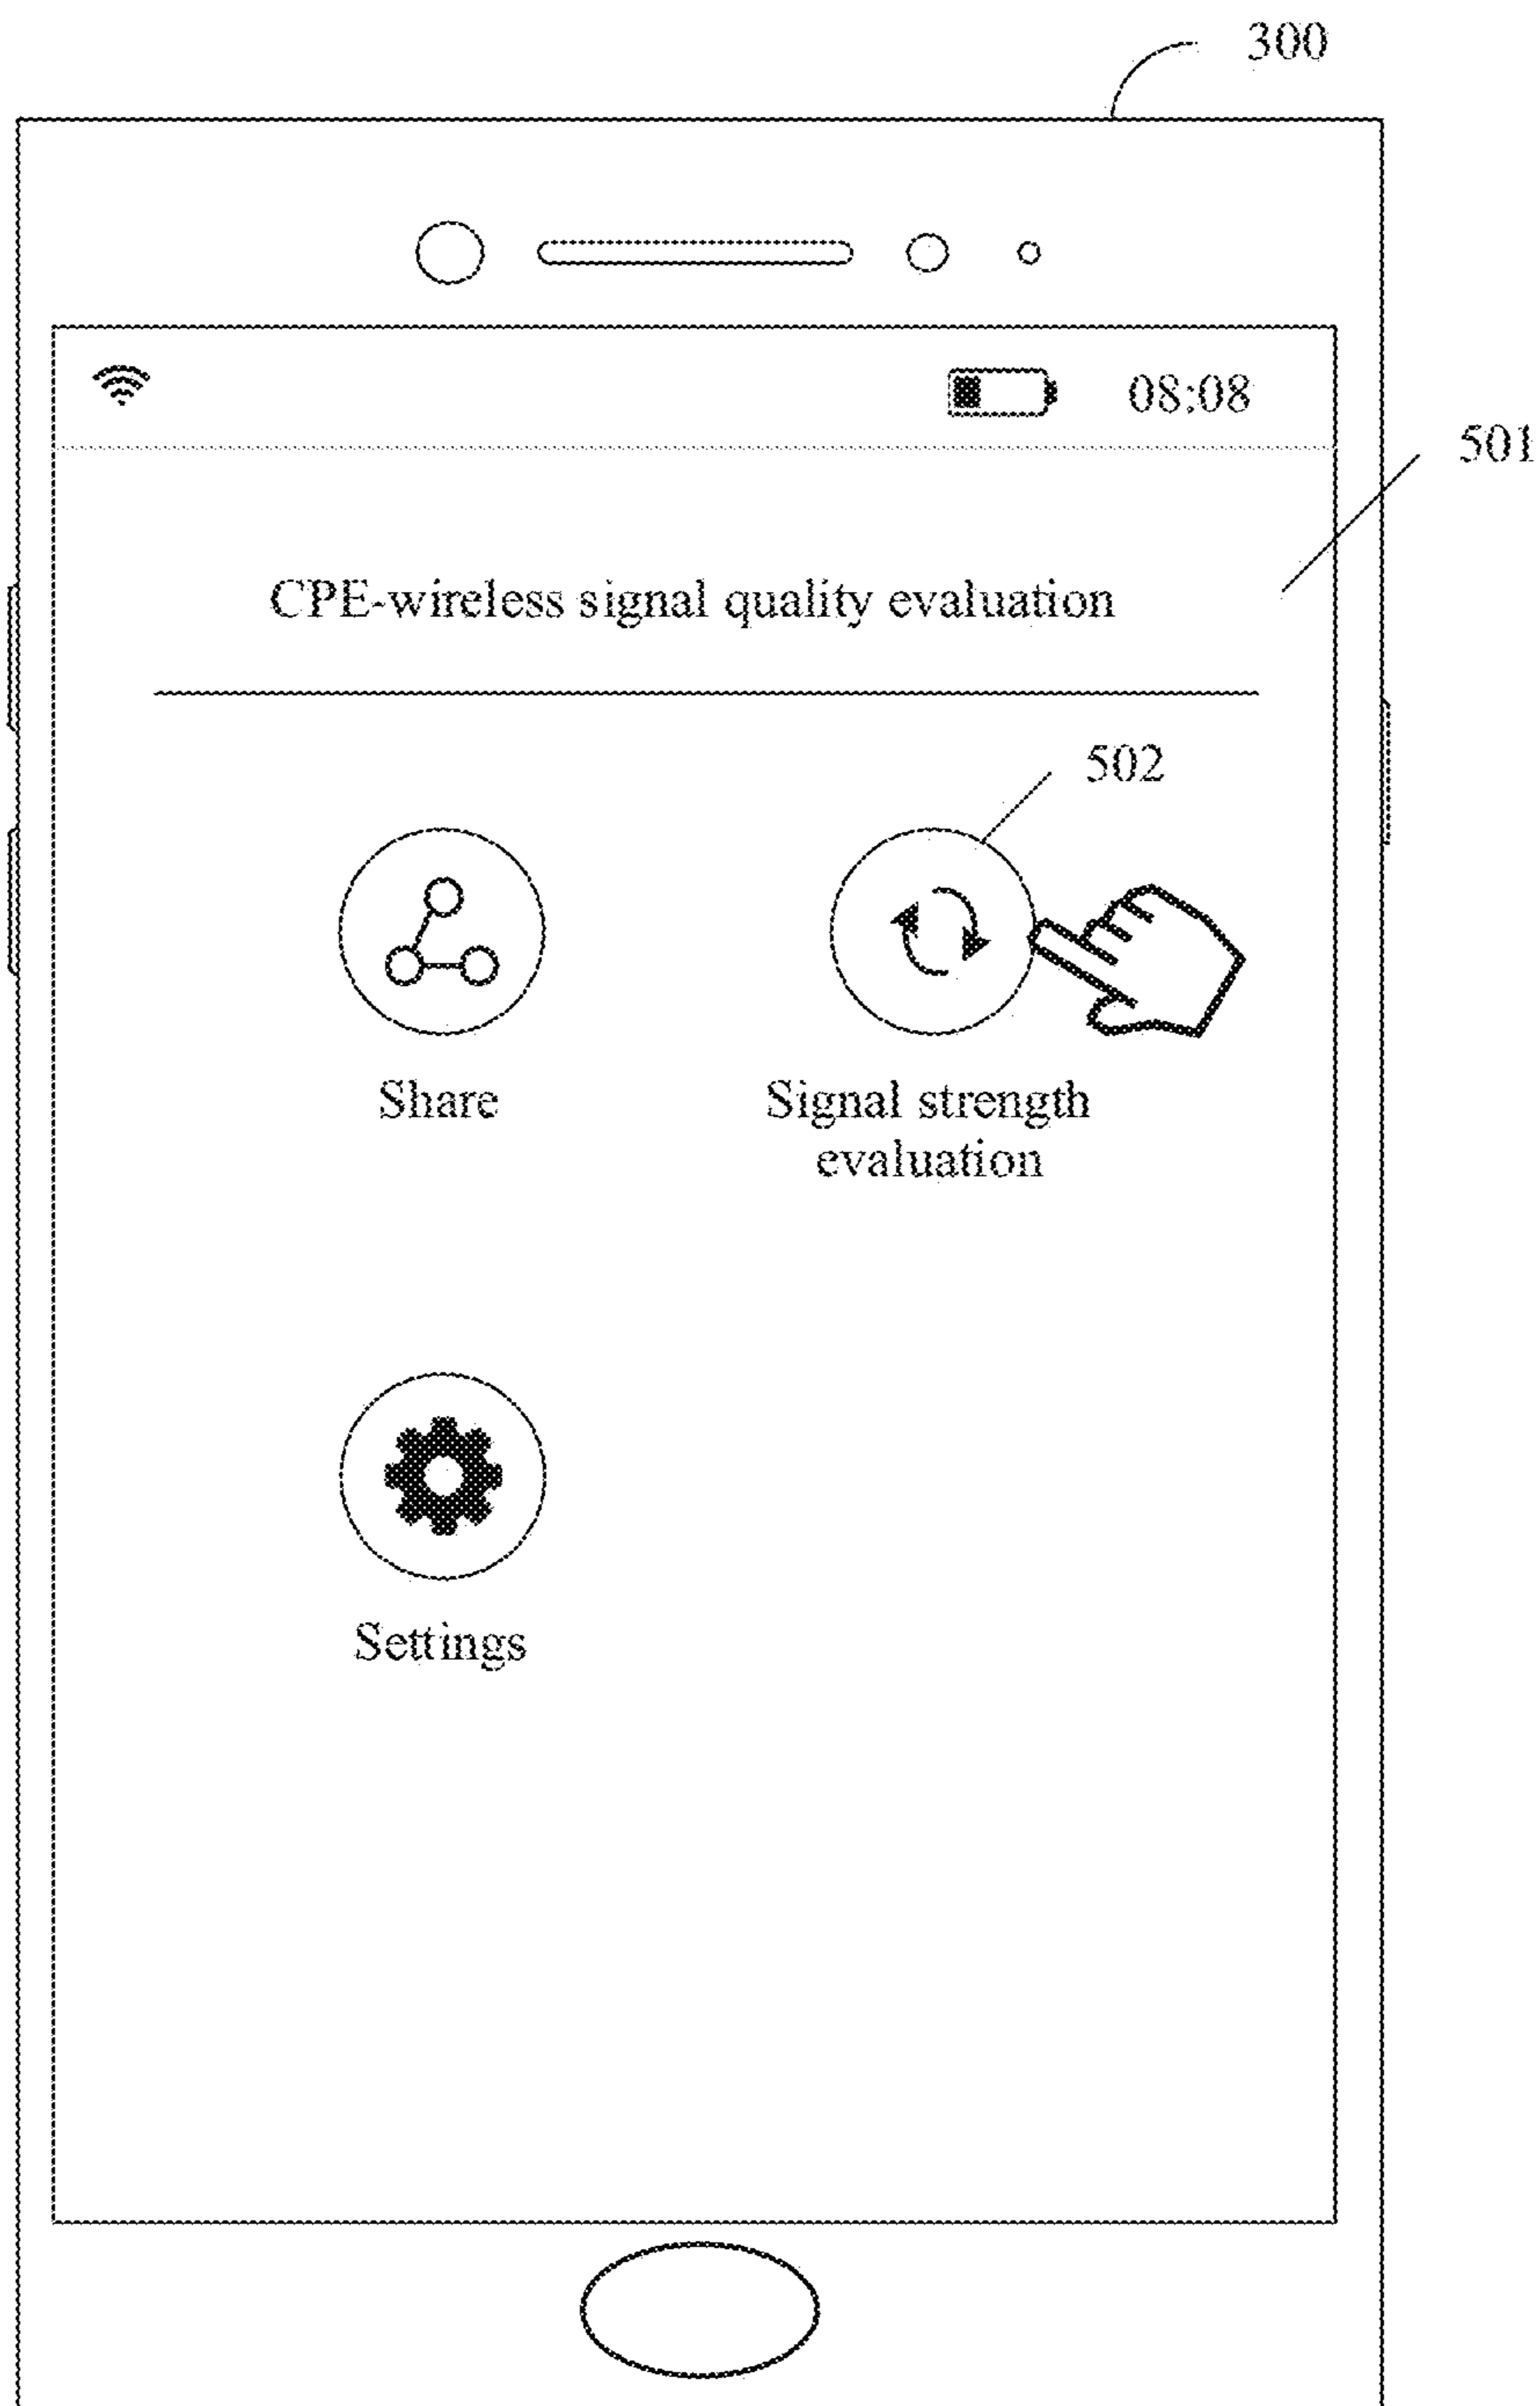 300
08:08
501
CPE-wireless signal quality evaluation
502
Share
Signal strength
evaluation
Settings